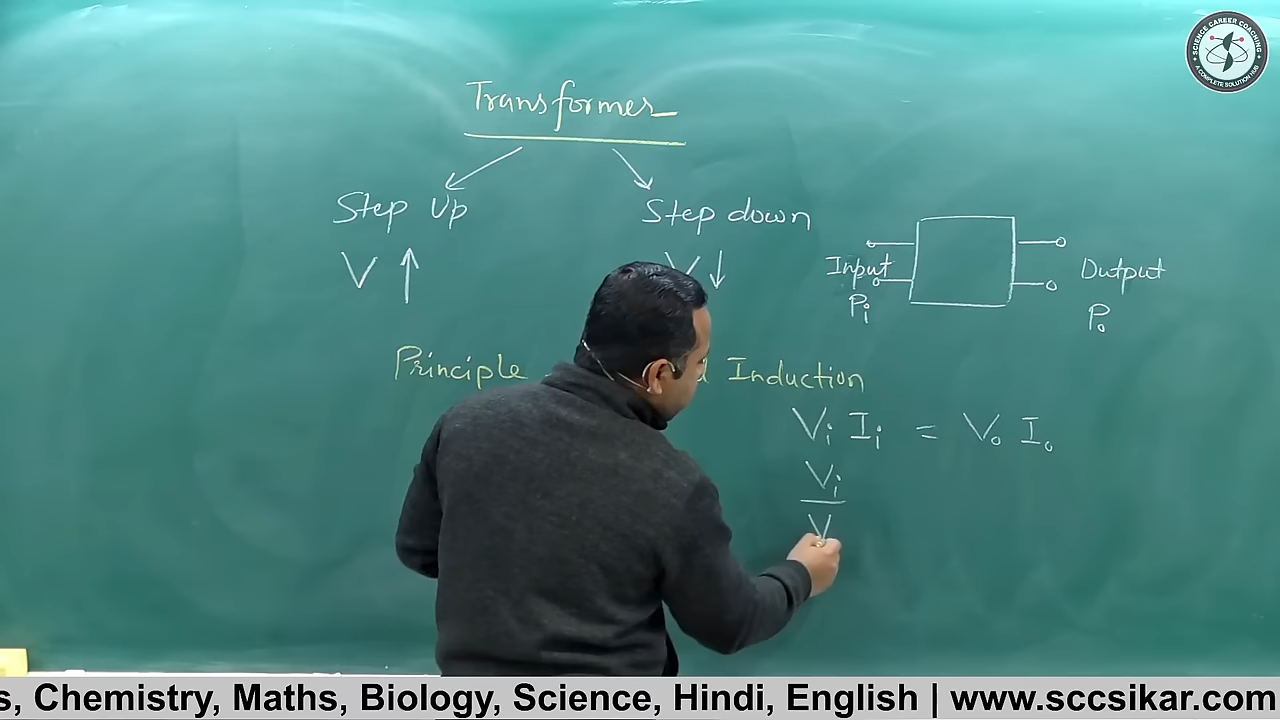 SCIENCE CAREER COACHING
A COMPLETE SOLUTION HUB
Transformer
Step Up Step down
V ↑ V ↓
Input Output
Pi Po
Principle Induction
Vi Ii = Vo Io
Vi
V
s, Chemistry, Maths, Biology, Science, Hindi, English | www.sccsikar.com